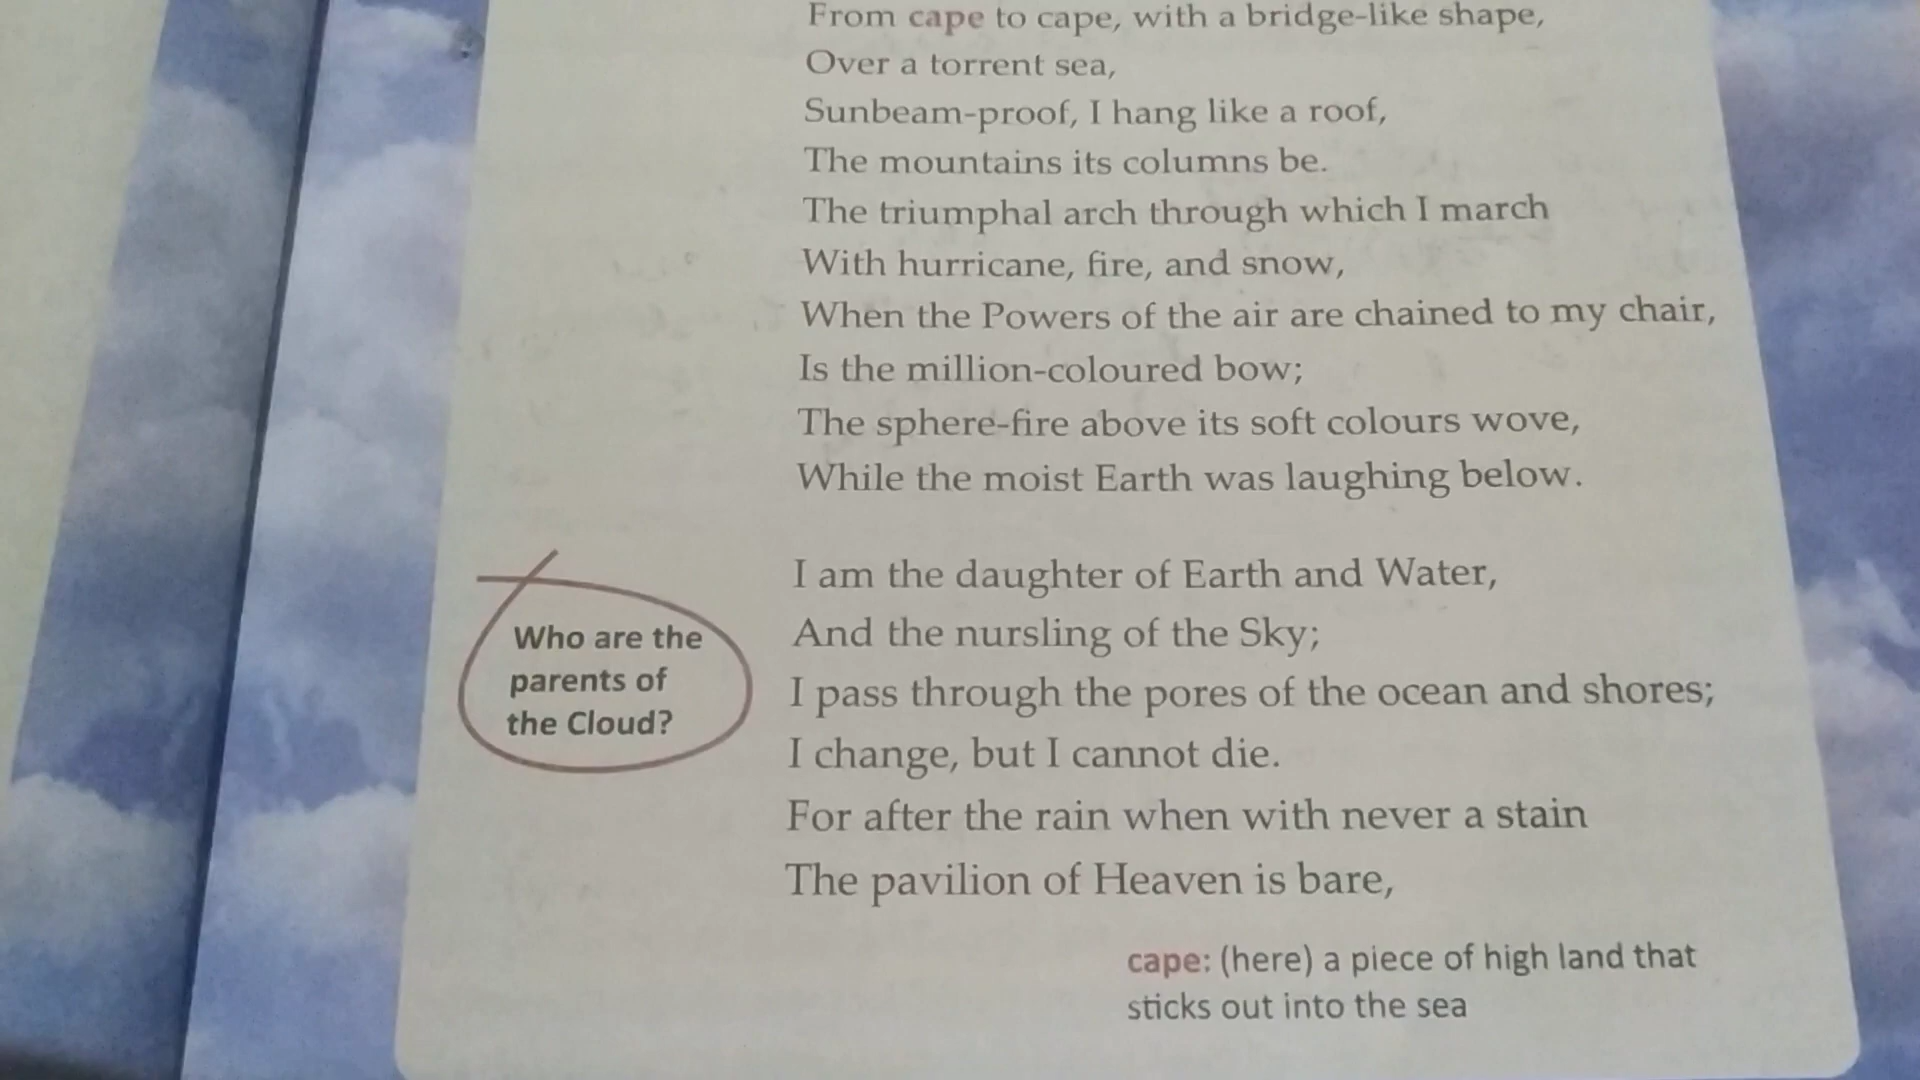 From cape to cape, with a bridge-like shape,
Over a torrent sea,
Sunbeam-proof, I hang like a roof,
The mountains its columns be.
The triumphal arch through which I march
With hurricane, fire, and snow,
When the Powers of the air are chained to my chair,
Is the million-coloured bow;
The sphere-fire above its soft colours wove,
While the moist Earth was laughing below.
Who are the
parents of
the Cloud?
I am the daughter of Earth and Water,
And the nursling of the Sky;
I pass through the pores of the ocean and shores;
I change, but I cannot die.
For after the rain when with never a stain
The pavilion of Heaven is bare,
cape: (here) a piece of high land that
sticks out into the sea